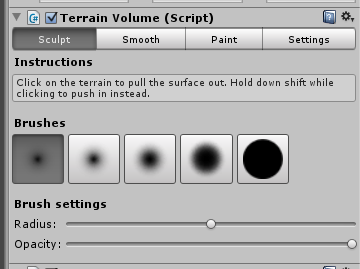 Terrain Volume (Script)
Sculpt Smooth Paint Settings
Instructions
Click on the terrain to pull the surface out. Hold down shift while
clicking to push in instead.
Brushes
Brush settings
Radius:
Opacity: